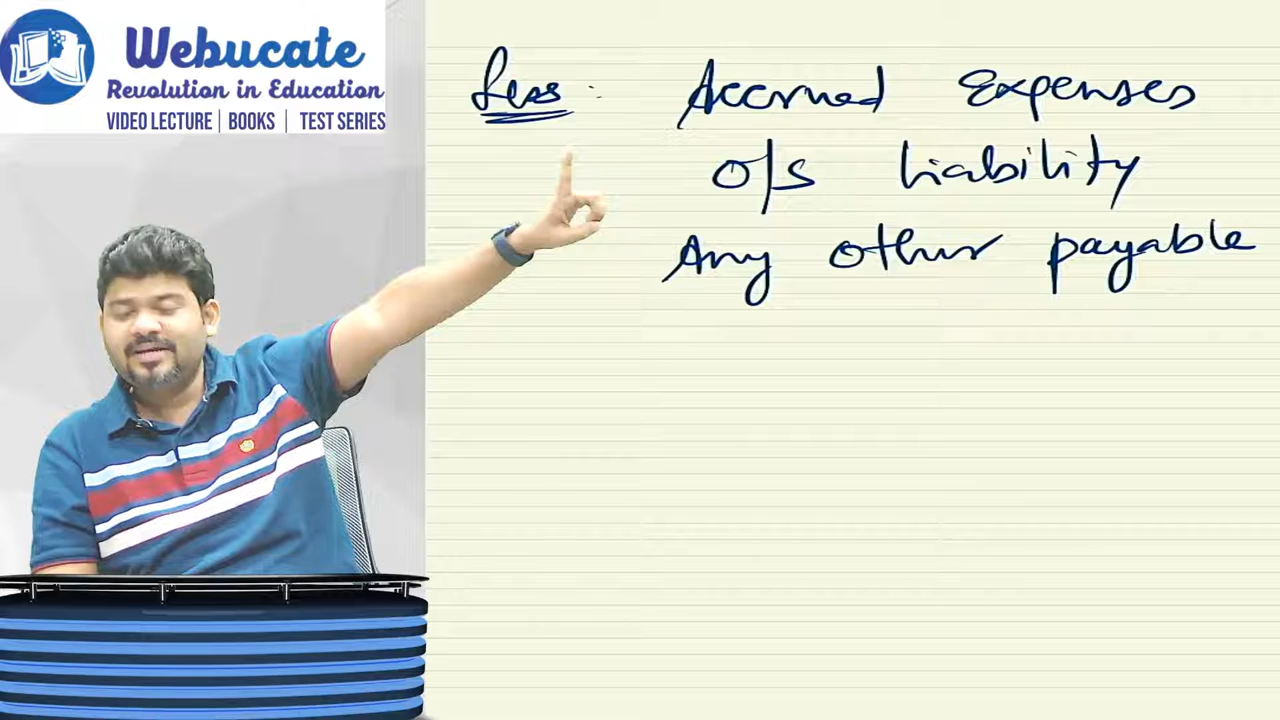 Webucate
Revolution in Education
VIDEO LECTURE | BOOKS | TEST SERIES
Less :
Accrued Expenses
O/s liability
Any other payable